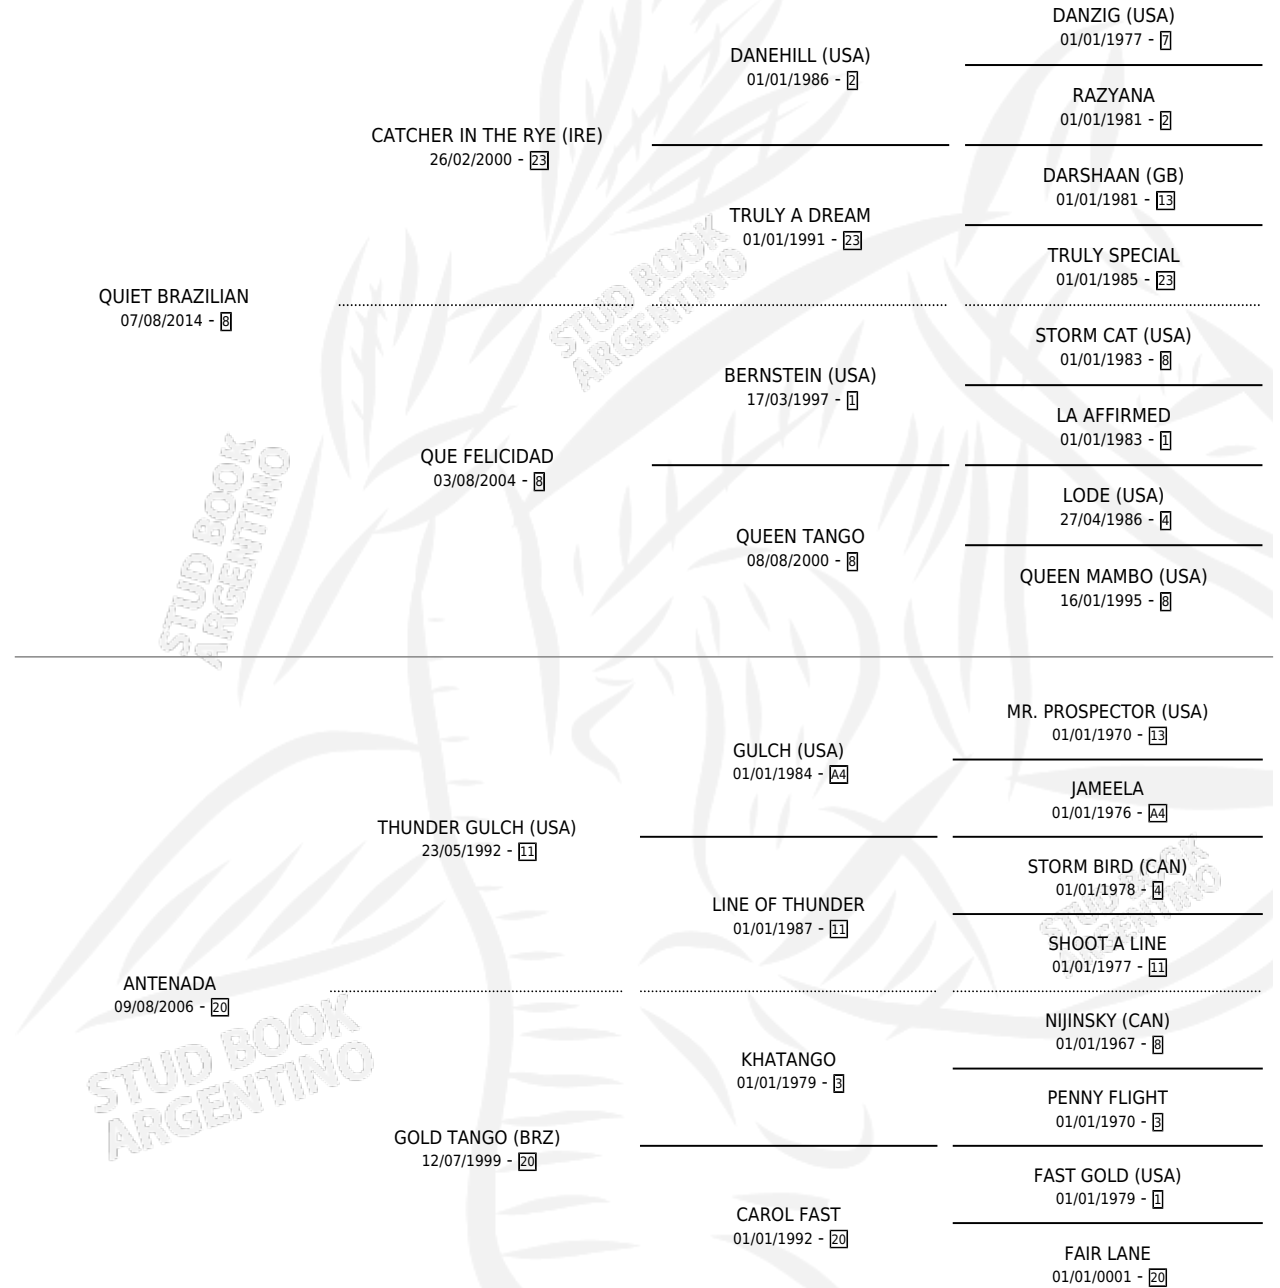 DANZIG (USA)
01/01/1977 - 7
DANEHILL (USA)
01/01/1986 - 2
RAZYANA
01/01/1981 - 2
CATCHER IN THE RYE (IRE)
26/02/2000 - 23
DARSHAAN (GB)
01/01/1981 - 13
TRULY A DREAM
01/01/1991 - 23
TRULY SPECIAL
01/01/1985 - 23
QUIET BRAZILIAN
07/08/2014 - 8
STUD BOOK
ARGENTINO
STORM CAT (USA)
01/01/1983 - 8
BERNSTEIN (USA)
17/03/1997 - 1
LA AFFIRMED
01/01/1983 - 1
QUE FELICIDAD
03/08/2004 - 8
LODE (USA)
27/04/1986 - 4
QUEEN TANGO
08/08/2000 - 8
QUEEN MAMBO (USA)
16/01/1995 - 8
STUD BOOK
ARGENTINO
MR. PROSPECTOR (USA)
01/01/1970 - 13
GULCH (USA)
01/01/1984 - A4
JAMEELA
01/01/1976 - A4
THUNDER GULCH (USA)
23/05/1992 - 11
STORM BIRD (CAN)
01/01/1978 - 4
LINE OF THUNDER
01/01/1987 - 11
SHOOT A LINE
01/01/1977 - 11
STUD BOOK
ARGENTINO
ANTENADA
09/08/2006 - 20
NIJINSKY (CAN)
01/01/1967 - 8
KHATANGO
01/01/1979 - 3
PENNY FLIGHT
01/01/1970 - 3
STUD BOOK
ARGENTINO
GOLD TANGO (BRZ)
12/07/1999 - 20
FAST GOLD (USA)
01/01/1979 - 1
CAROL FAST
01/01/1992 - 20
FAIR LANE
01/01/0001 - 20